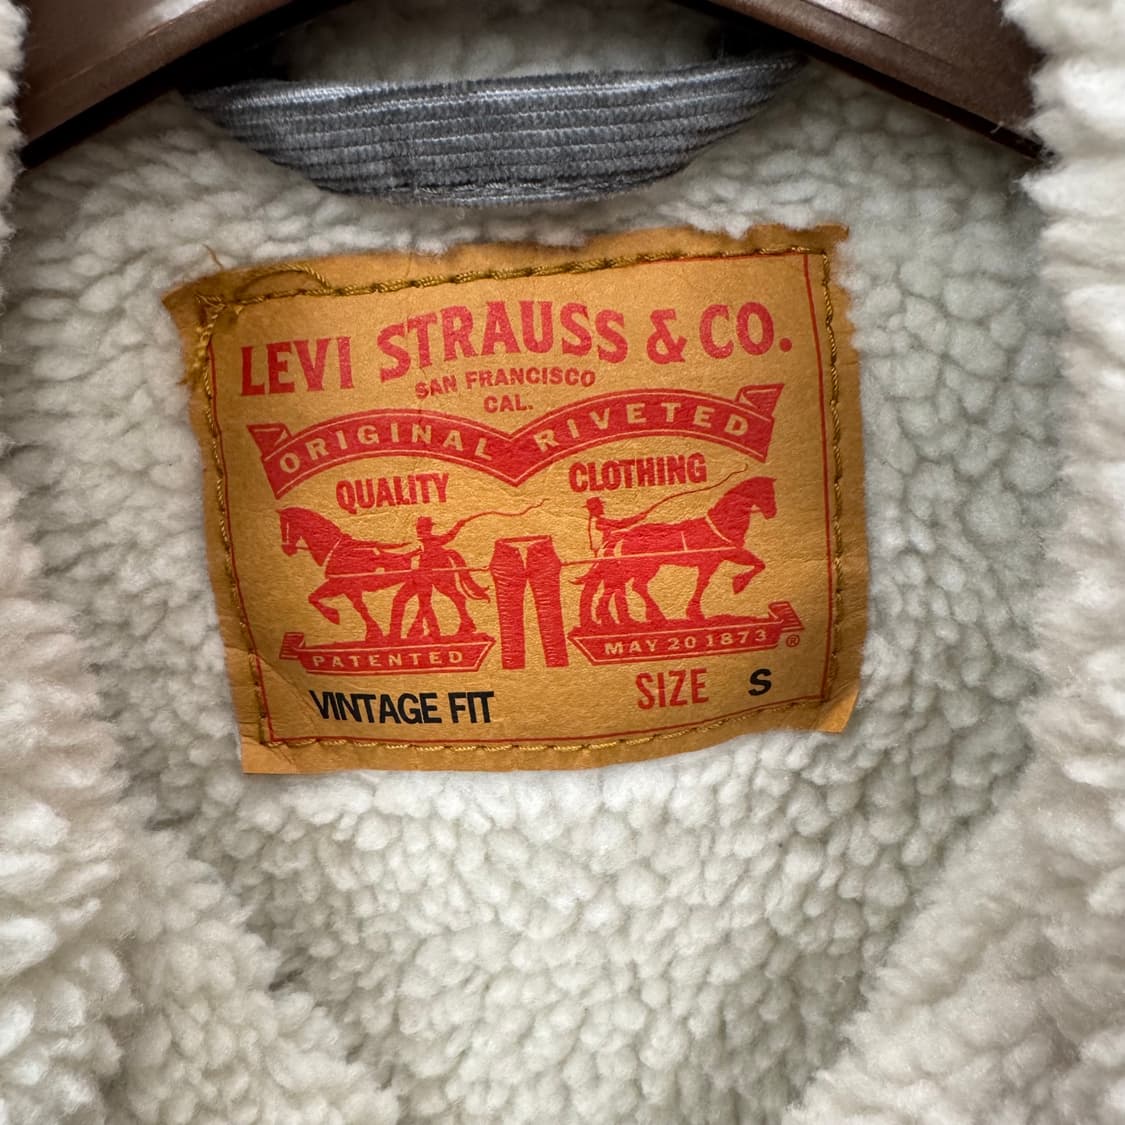 LEVI STRAUSS & CO.
SAN FRANCISCO
CAL.
ORIGINAL RIVETED
QUALITY CLOTHING
PATENTED MAY 20 1873 ®
VINTAGE FIT SIZE S